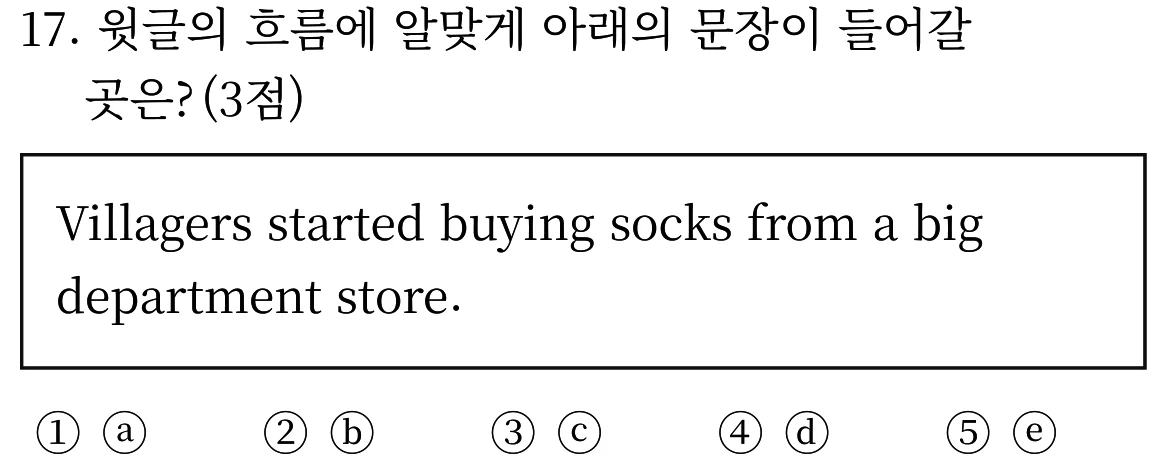 17. 윗글의 흐름에 알맞게 아래의 문장이 들어갈
곳은?(3점)
Villagers started buying socks from a big
department store.
① ⓐ ② ⓑ ③ ⓒ ④ ⓓ ⑤ ⓔ